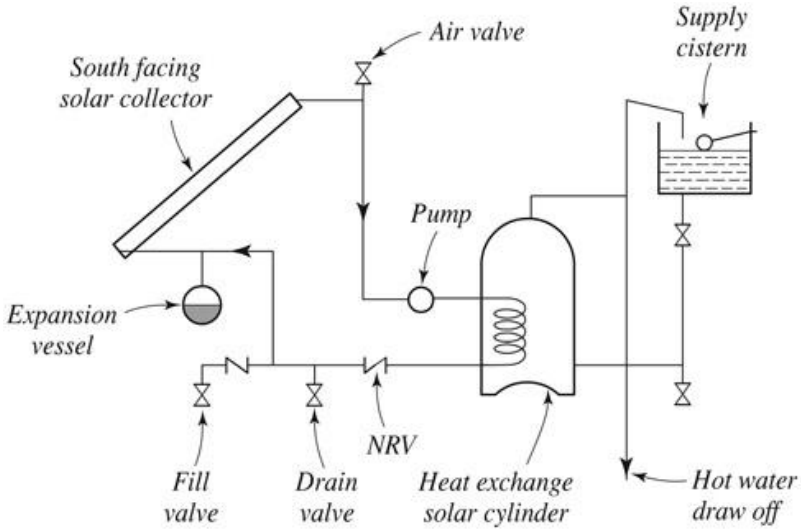 Air valve
Supply
cistern
South facing
solar collector
Pump
Expansion
vessel
NRV
Fill
valve
Drain
valve
Heat exchange
solar cylinder
Hot water
draw off